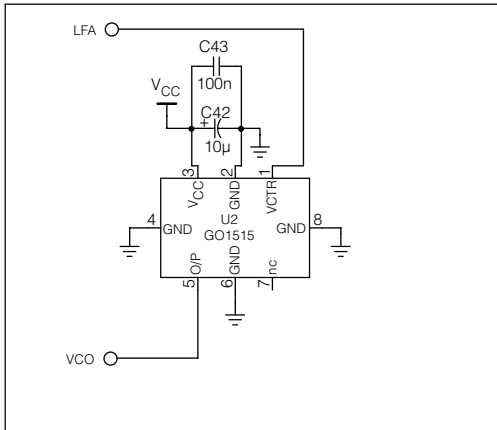 LFA
C43
100n
VCC
+
C42
10µ
3
2
1
VCC
GND
VCTR
4
GND
U2
GO1515
GND
8
O/P
GND
nc
5
6
7
VCO